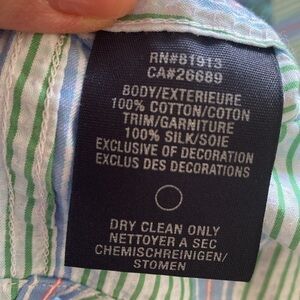 RN#81913
CA#26689
BODY/EXTERIEURE
100% COTTON/COTON
TRIM/GARNITURE
100% SILK/SOIE
EXCLUSIVE OF DECORATION
EXCLUS DES DECORATIONS
DRY CLEAN ONLY
NETTOYER A SEC
CHEMISCHREINIGEN/
STOMEN